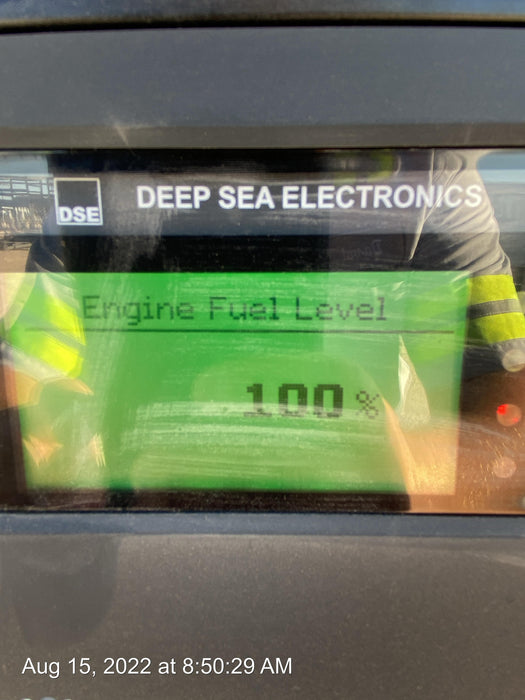 DSE
DEEP SEA ELECTRONICS
Engine Fuel Level
100 %
Aug 15, 2022 at 8:50:29 AM